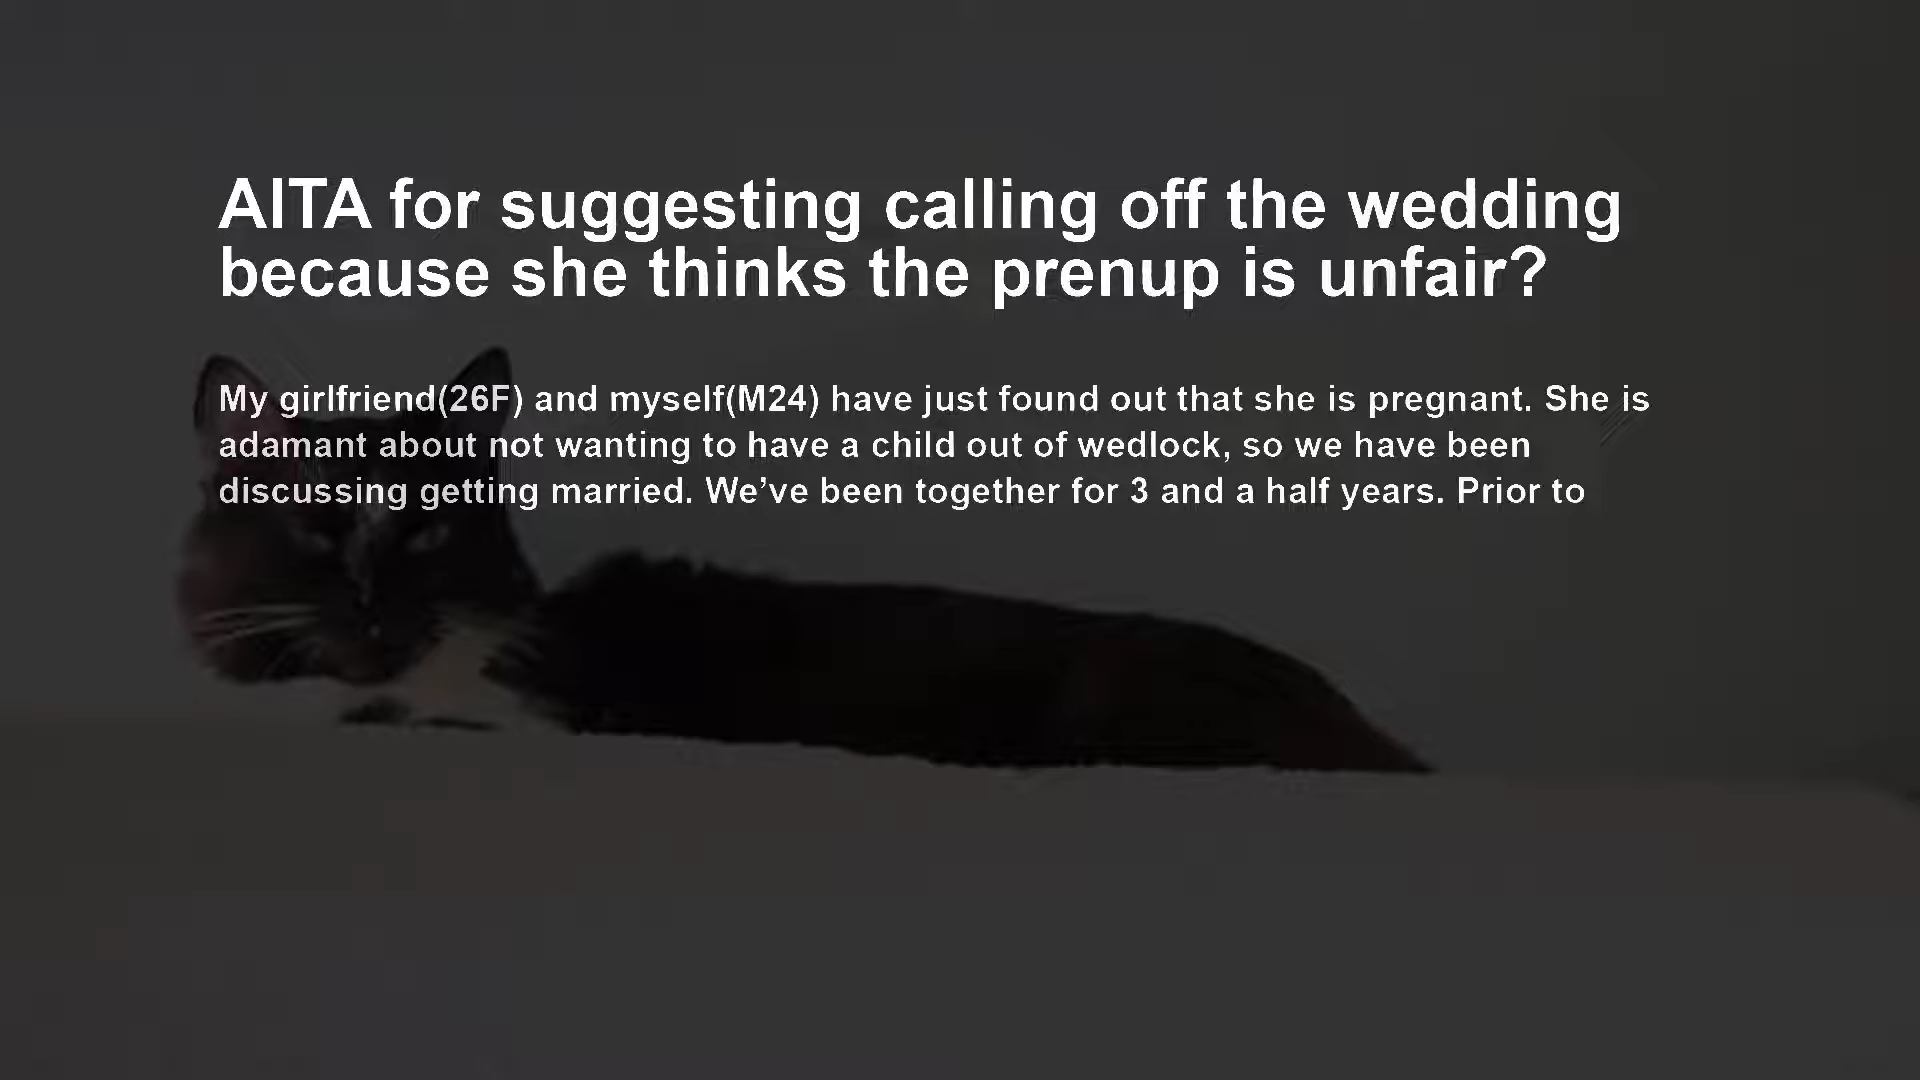 AITA for suggesting calling off the wedding
because she thinks the prenup is unfair?
My girlfriend(26F) and myself(M24) have just found out that she is pregnant. She is
adamant about not wanting to have a child out of wedlock, so we have been
discussing getting married. We’ve been together for 3 and a half years. Prior to